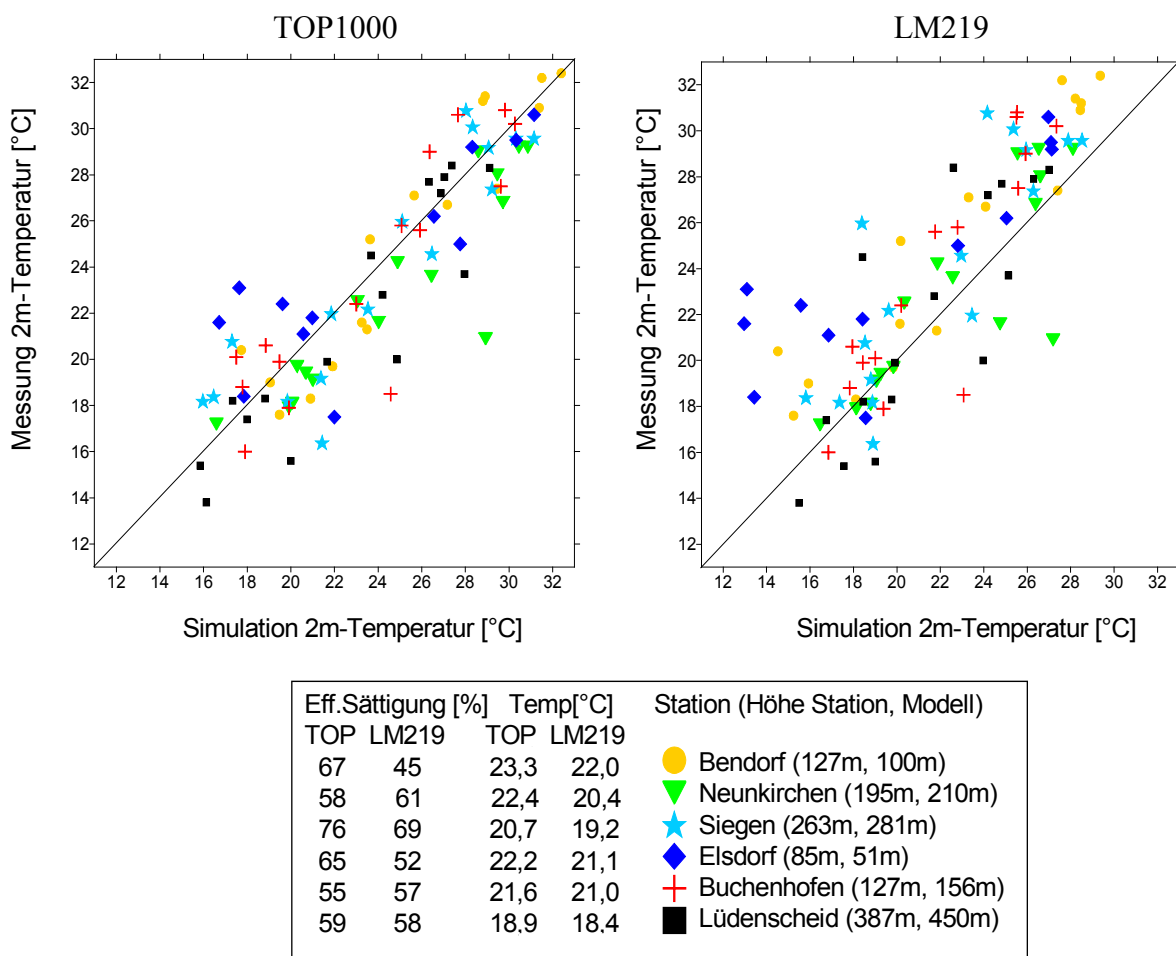 TOP1000
LM219
Messung 2m-Temperatur [°C]
32
30
28
26
24
22
20
18
16
14
12
12 14 16 18 20 22 24 26 28 30 32
Simulation 2m-Temperatur [°C]
Messung 2m-Temperatur [°C]
32
30
28
26
24
22
20
18
16
14
12
12 14 16 18 20 22 24 26 28 30 32
Simulation 2m-Temperatur [°C]
Eff.Sättigung [%] Temp[°C] Station (Höhe Station, Modell)
TOP LM219 TOP LM219
67 45 23,3 22,0 Bendorf (127m, 100m)
58 61 22,4 20,4 Neunkirchen (195m, 210m)
76 69 20,7 19,2 Siegen (263m, 281m)
65 52 22,2 21,1 Elsdorf (85m, 51m)
55 57 21,6 21,0 Buchenhofen (127m, 156m)
59 58 18,9 18,4 Lüdenscheid (387m, 450m)